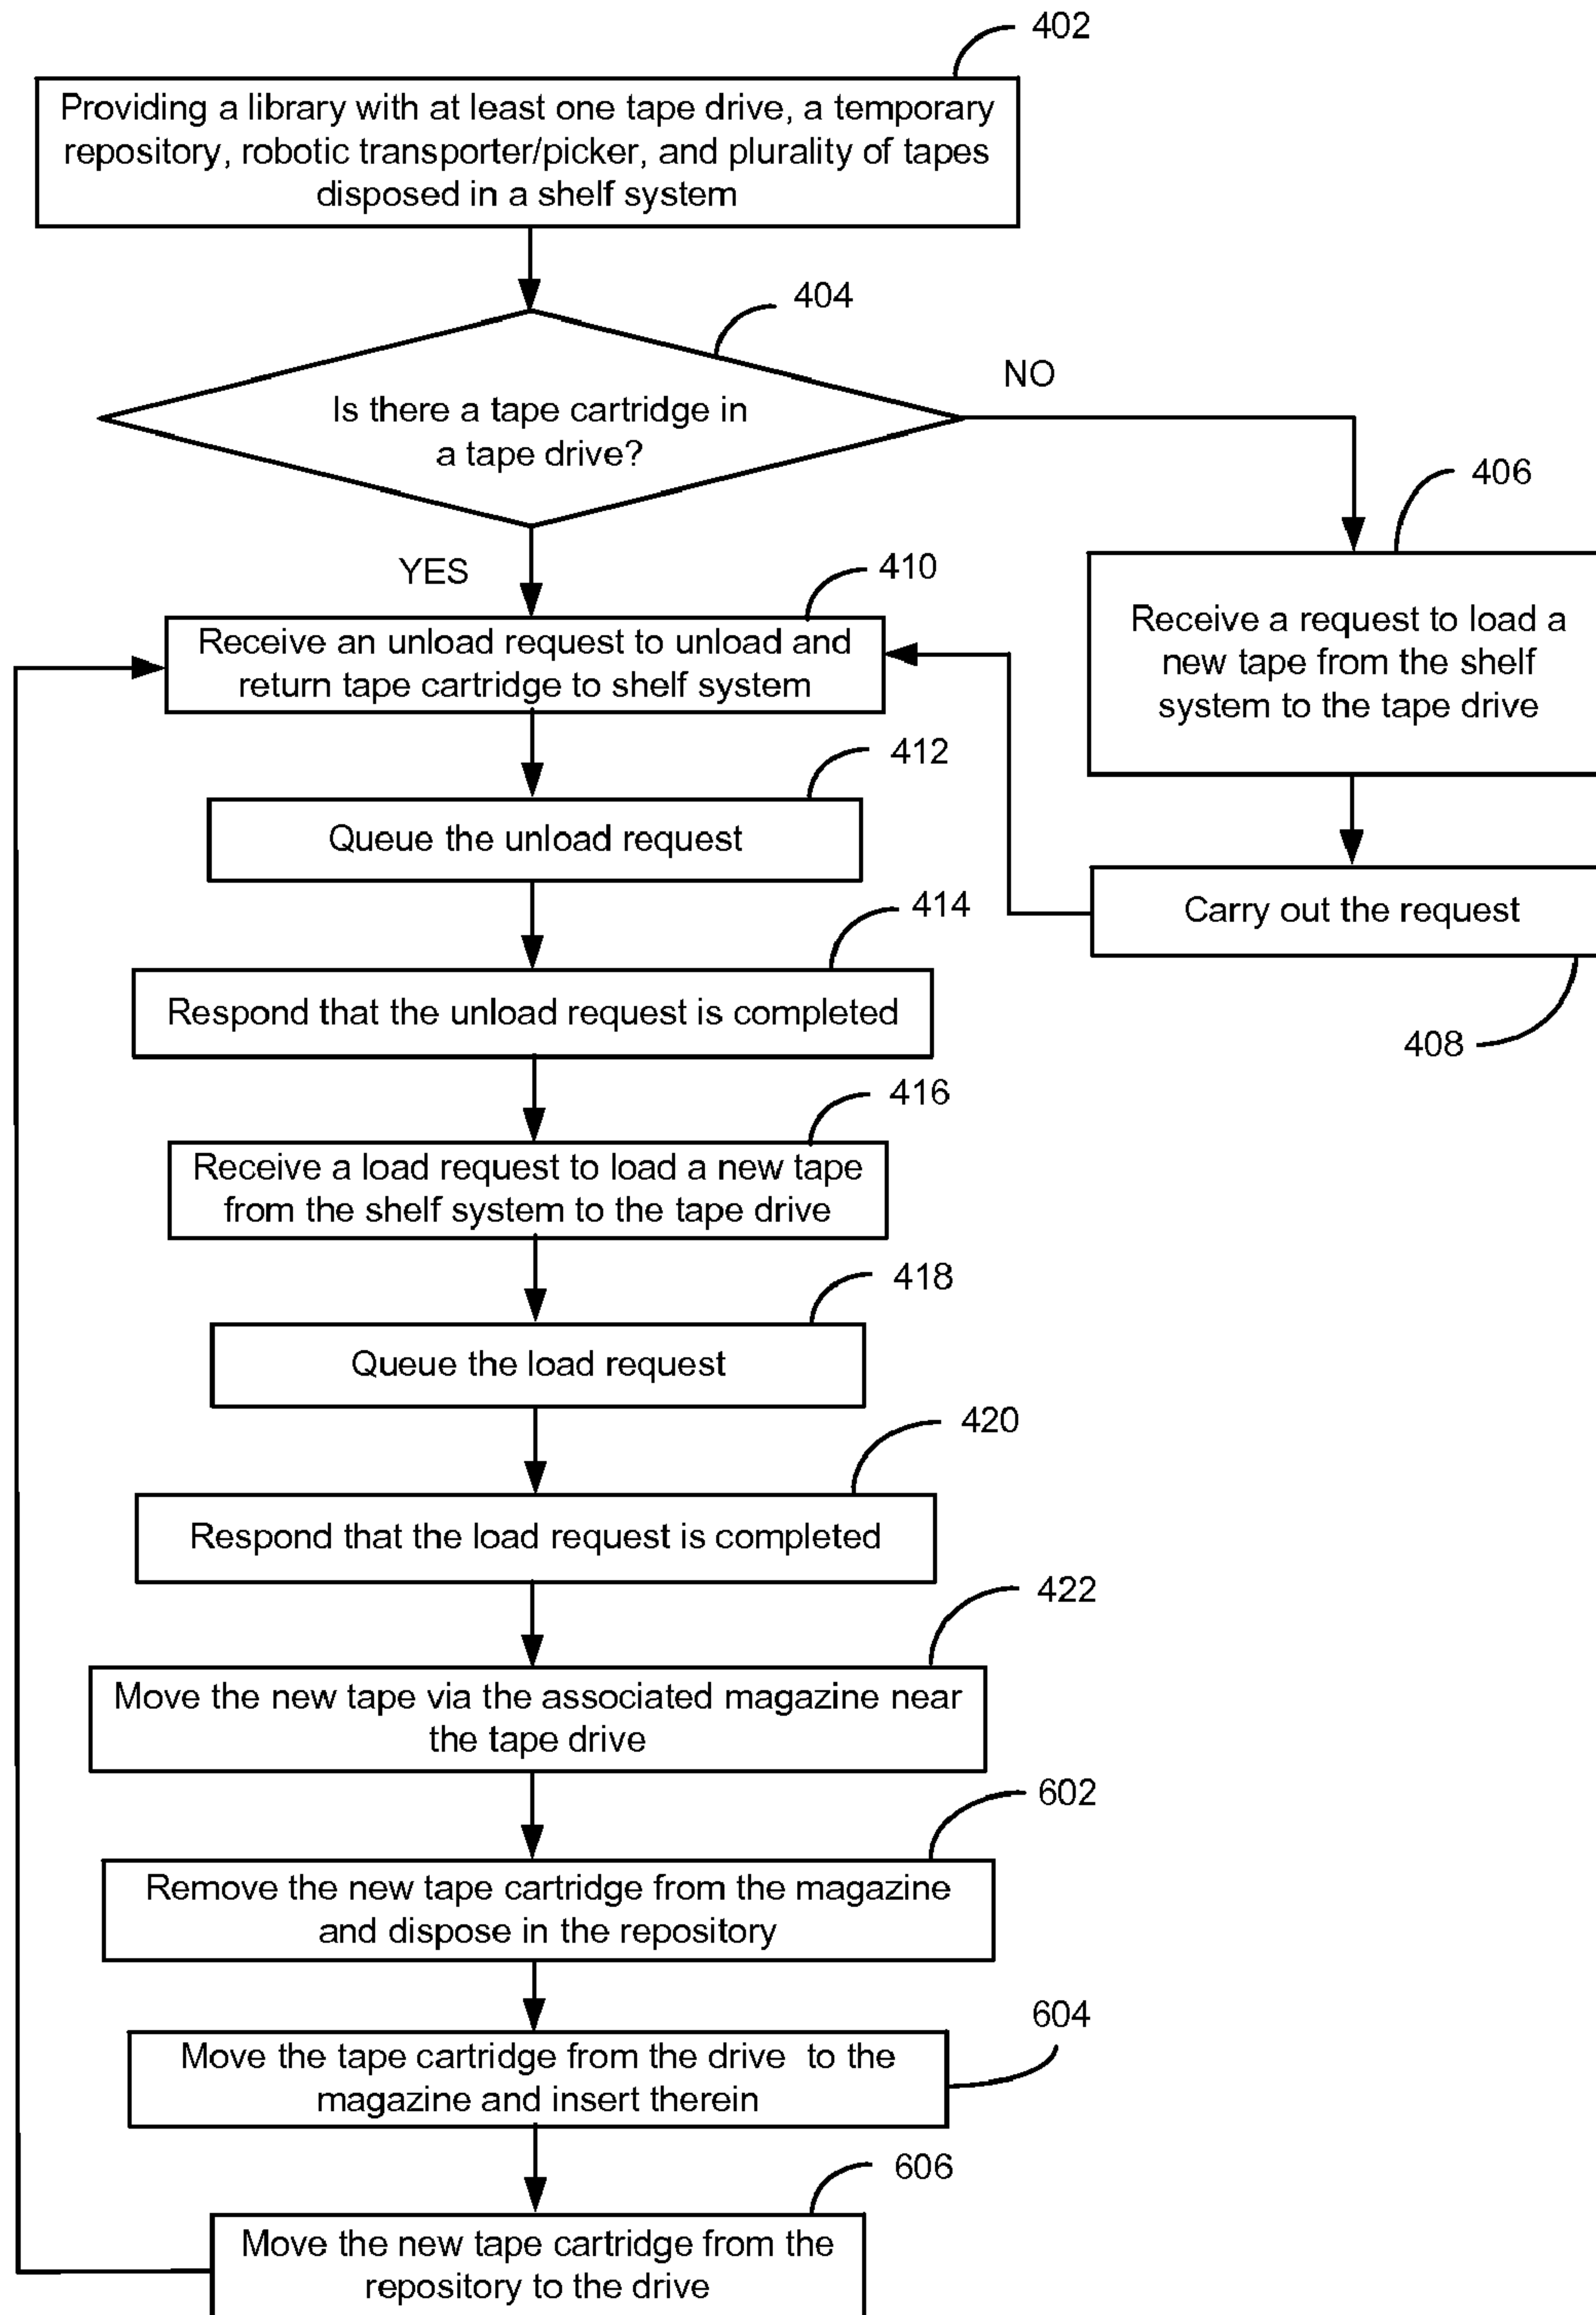 402
Providing a library with at least one tape drive, a temporary
repository, robotic transporter/picker, and plurality of tapes
disposed in a shelf system
404
Is there a tape cartridge in
a tape drive?
NO
YES
406
Receive a request to load a
new tape from the shelf
system to the tape drive
Carry out the request
408
410
Receive an unload request to unload and
return tape cartridge to shelf system
412
Queue the unload request
414
Respond that the unload request is completed
416
Receive a load request to load a new tape
from the shelf system to the tape drive
418
Queue the load request
420
Respond that the load request is completed
422
Move the new tape via the associated magazine near
the tape drive
602
Remove the new tape cartridge from the magazine
and dispose in the repository
604
Move the tape cartridge from the drive to the
magazine and insert therein
606
Move the new tape cartridge from the
repository to the drive